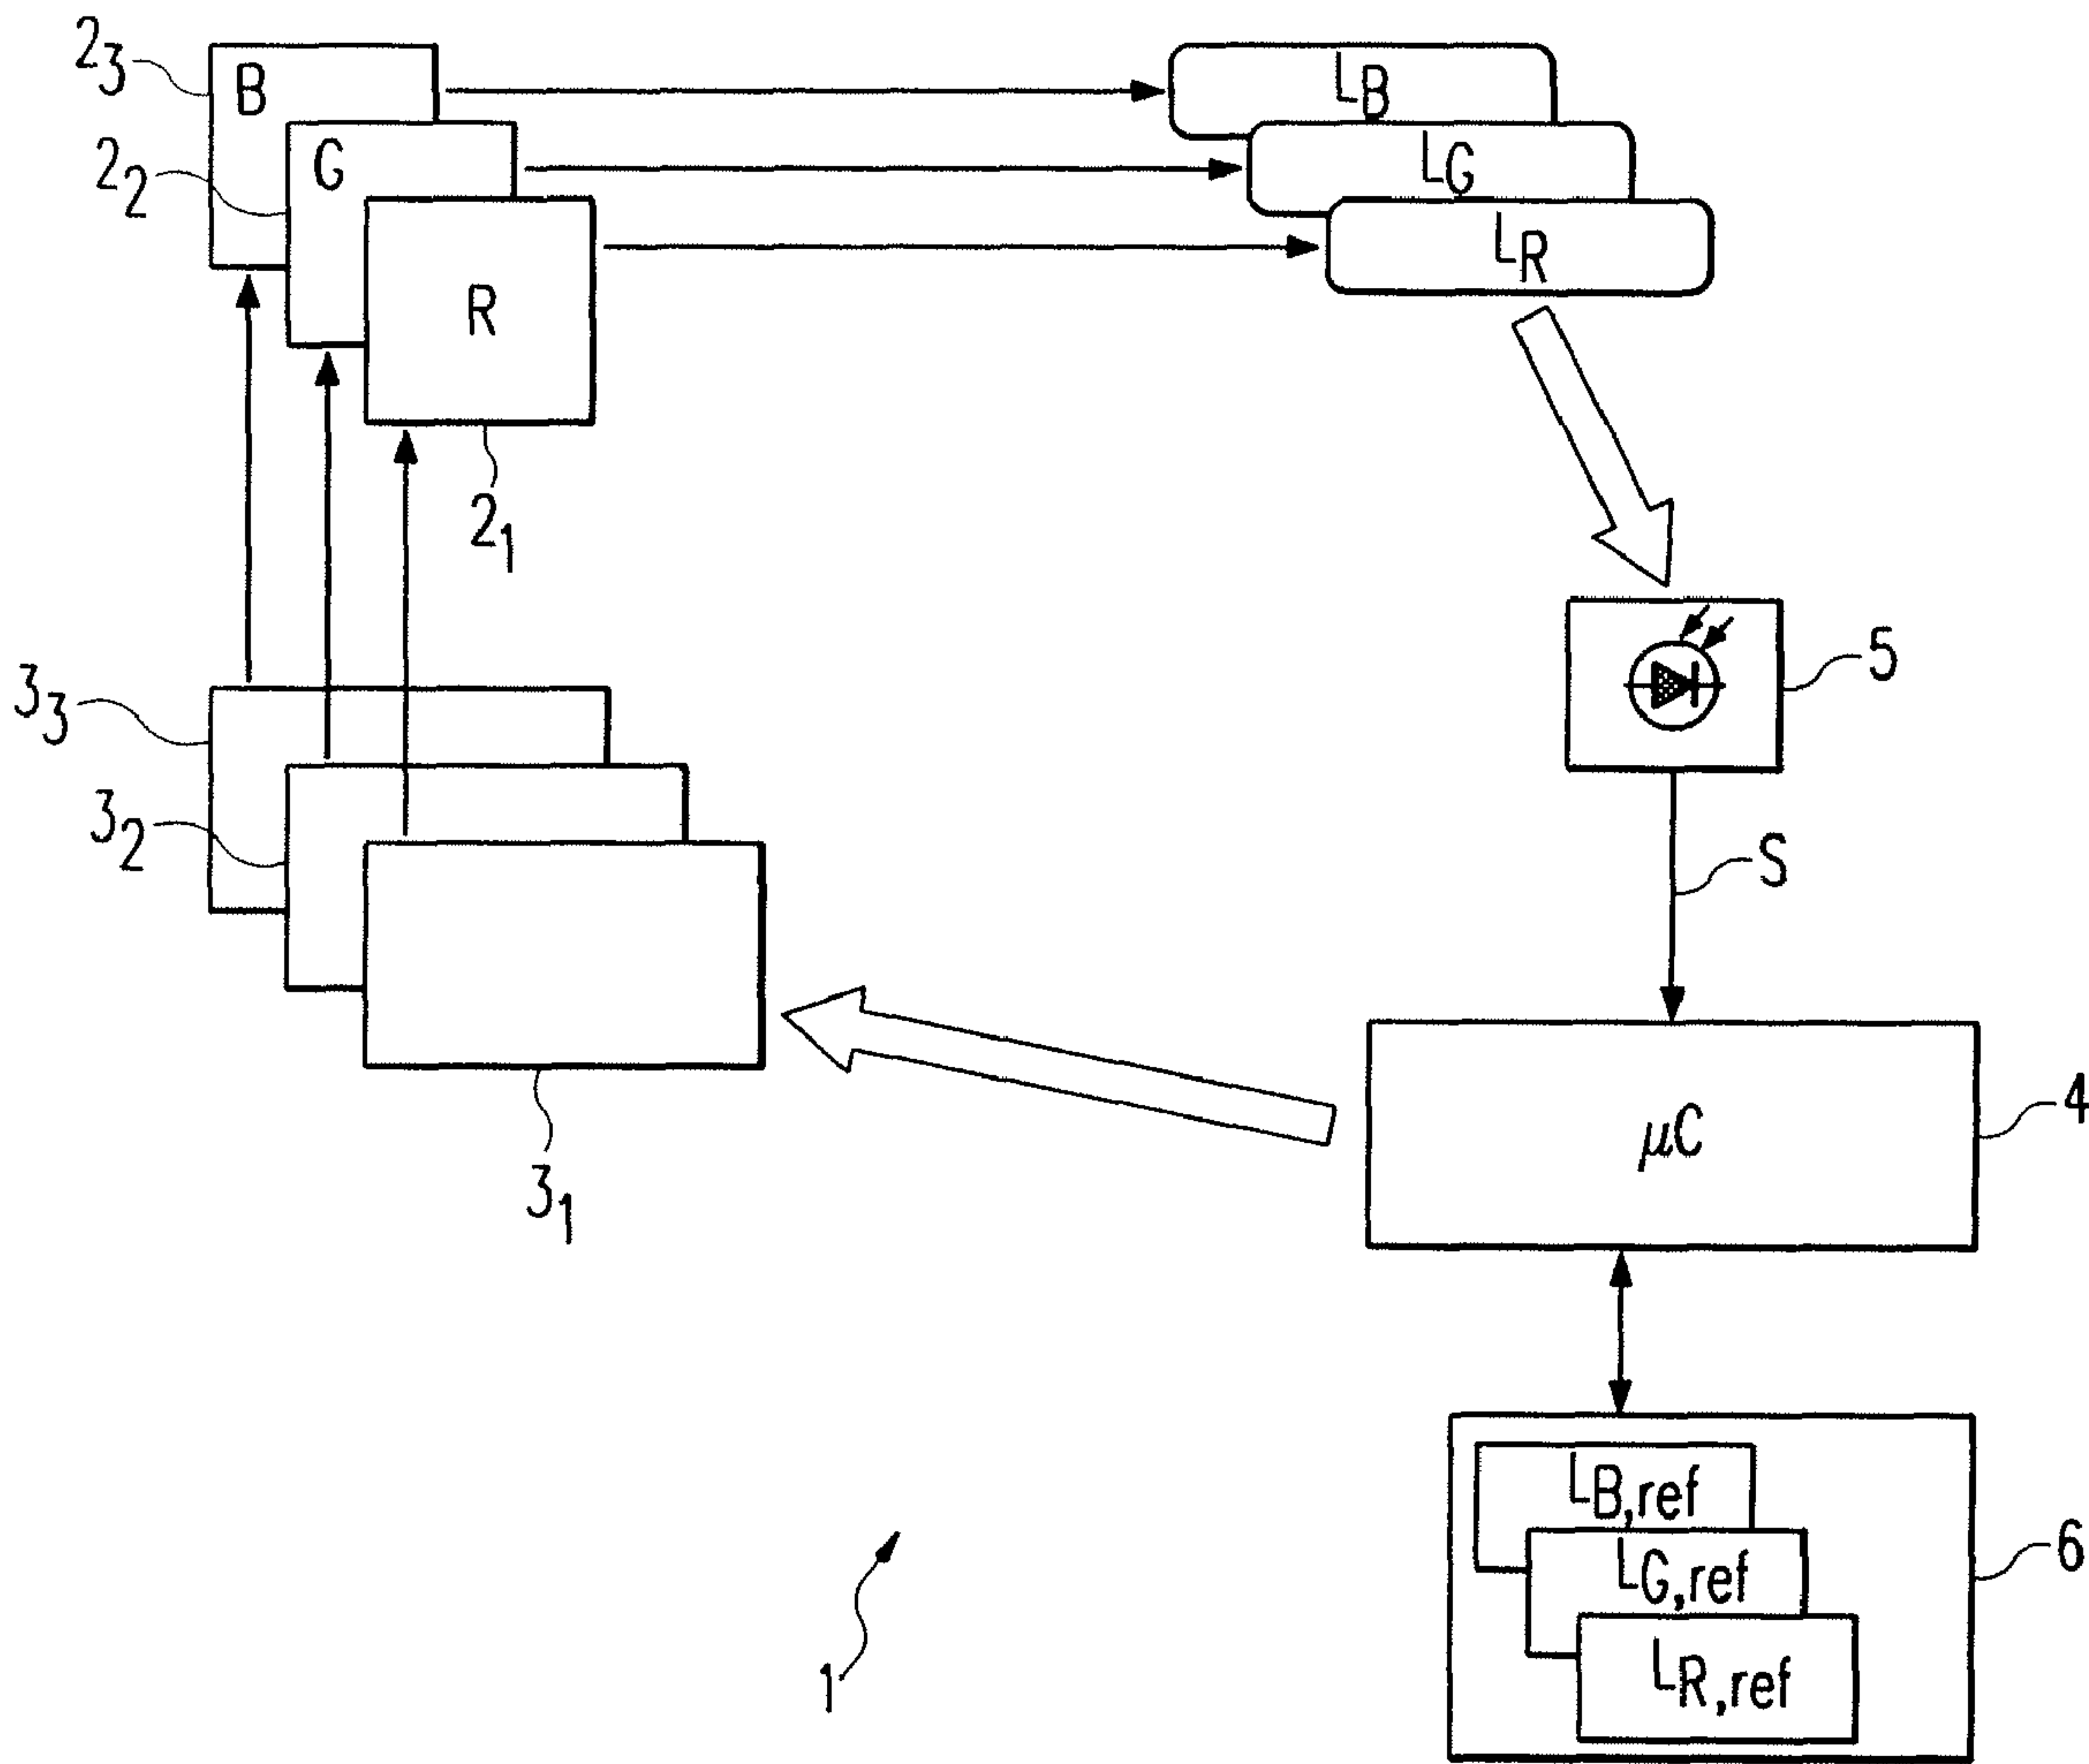 2₃
B
L_B
2₂
G
L_G
R
L_R
2₁
5
3₃
3₂
S
3₁
μC
4
L_B,ref
L_G,ref
6
L_R,ref
1